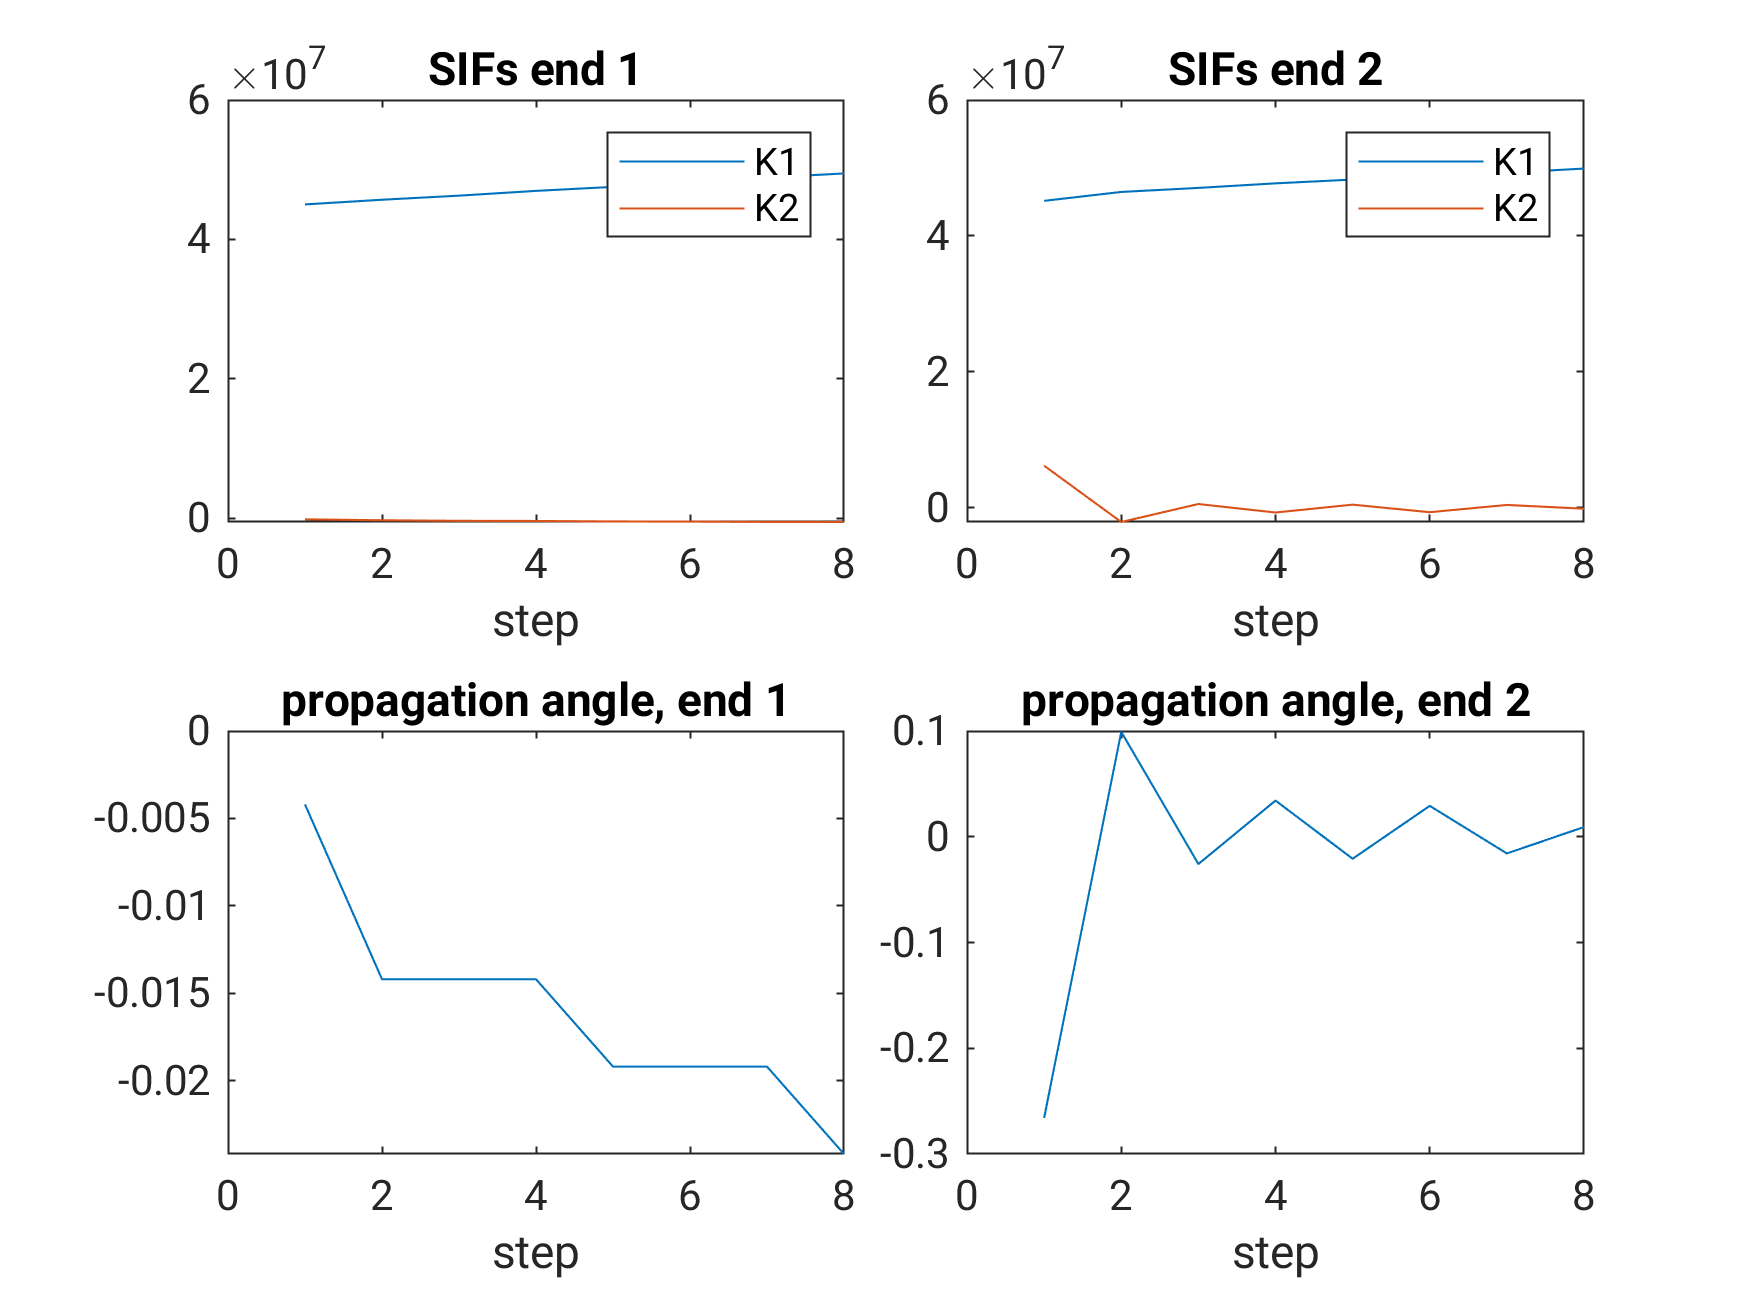 ×10^7 SIFs end 1
6
4
2
0
0 2 4 6 8
step
K1
K2
×10^7 SIFs end 2
6
4
2
0
0 2 4 6 8
step
K1
K2
propagation angle, end 1
0
-0.005
-0.01
-0.015
-0.02
0 2 4 6 8
step
propagation angle, end 2
0.1
0
-0.1
-0.2
-0.3
0 2 4 6 8
step